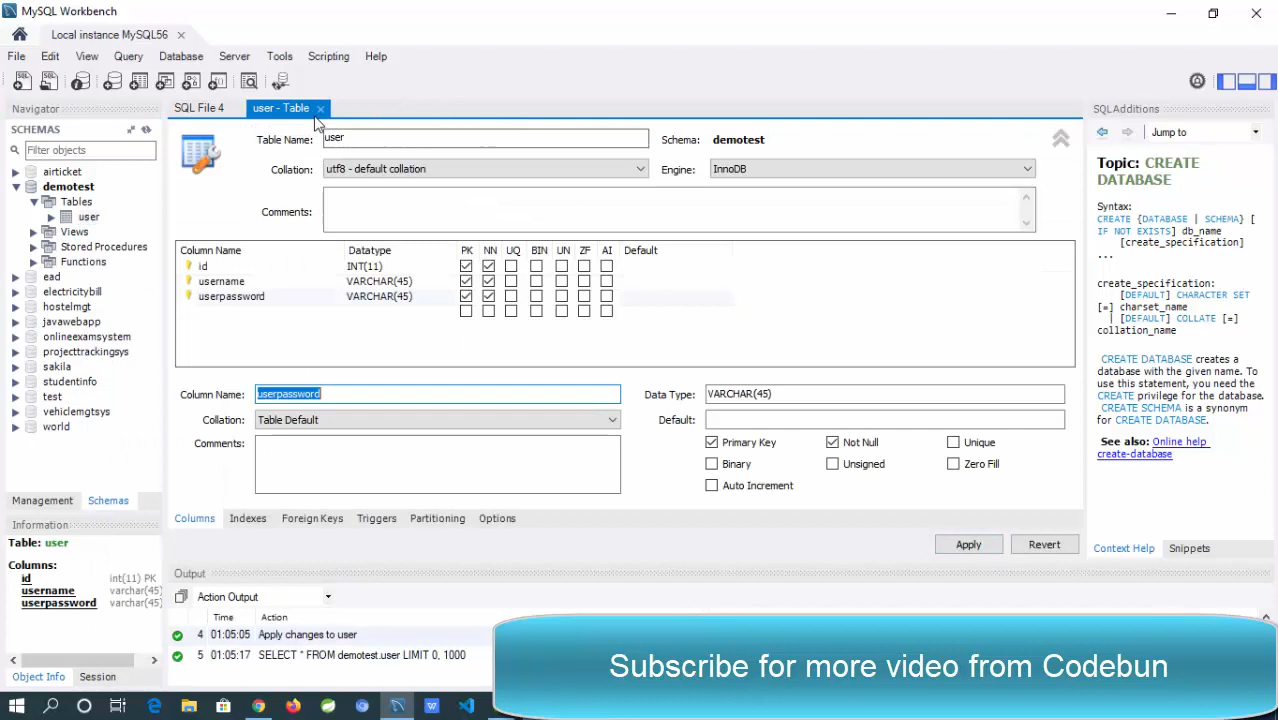 MySQL Workbench
Local instance MySQL56
File Edit View Query Database Server Tools Scripting Help
Navigator
SCHEMAS
Filter objects
airticket
demotest
Tables
user
Views
Stored Procedures
Functions
ead
electricitybill
hostelmgt
javawebapp
onlineexamsystem
projecttrackingsys
sakila
studentinfo
test
vehiclemgtsys
world
Management Schemas
Information
Table: user
Columns:
id int(11) PK
username varchar(45)
userpassword varchar(45)
Object Info Session
SQL File 4 user - Table
Table Name: user Schema: demotest
Collation: utf8 - default collation Engine: InnoDB
Comments:
Column Name Datatype PK NN UQ BIN UN ZF AI Default
id INT(11)
username VARCHAR(45)
userpassword VARCHAR(45)
Column Name: userpassword Data Type: VARCHAR(45)
Collation: Table Default Default:
Comments:
Primary Key Not Null Unique
Binary Unsigned Zero Fill
Auto Increment
Columns Indexes Foreign Keys Triggers Partitioning Options
Apply Revert
Output
Action Output
Time Action
4 01:05:05 Apply changes to user
5 01:05:17 SELECT * FROM demotest.user LIMIT 0, 1000
SQLAdditions
Jump to
Topic: CREATE
DATABASE
Syntax:
CREATE {DATABASE | SCHEMA} [
IF NOT EXISTS] db_name
[create_specification]
...
create_specification:
[DEFAULT] CHARACTER SET
[=] charset_name
| [DEFAULT] COLLATE [=]
collation_name
CREATE DATABASE creates a
database with the given name. To
use this statement, you need the
CREATE privilege for the database.
CREATE SCHEMA is a synonym
for CREATE DATABASE.
See also: Online help
create-database
Context Help Snippets
Subscribe for more video from Codebun